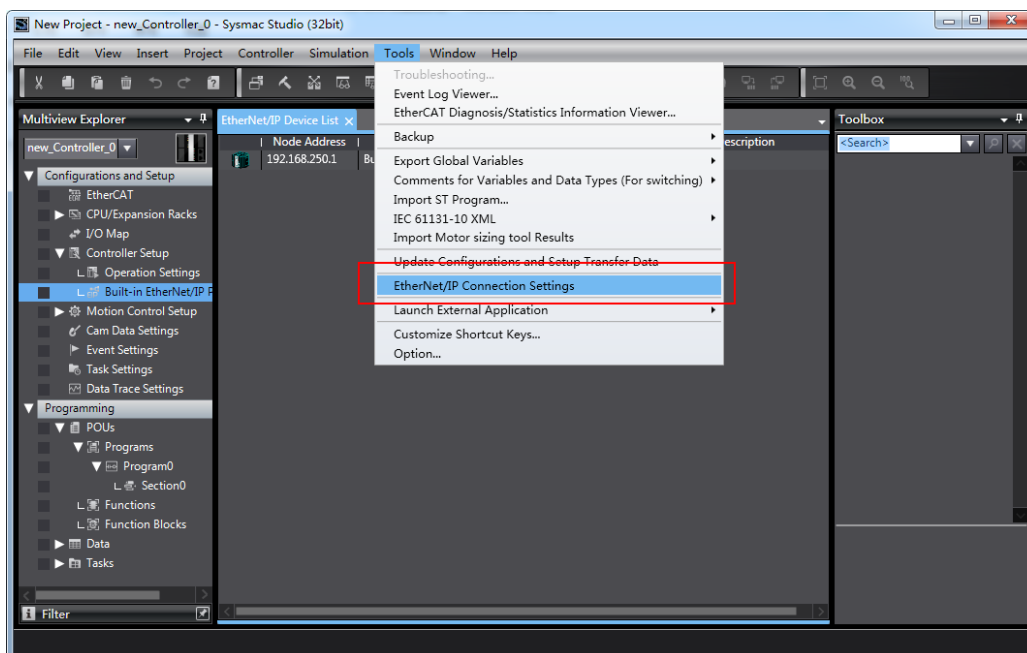 New Project - new_Controller_0 - Sysmac Studio (32bit)
File Edit View Insert Project Controller Simulation Tools Window Help
Multiview Explorer
new_Controller_0
Configurations and Setup
EtherCAT
CPU/Expansion Racks
I/O Map
Controller Setup
Operation Settings
Built-in EtherNet/IP P
Motion Control Setup
Cam Data Settings
Event Settings
Task Settings
Data Trace Settings
Programming
POUs
Programs
Program0
Section0
Functions
Function Blocks
Data
Tasks
Filter
EtherNet/IP Device List
Node Address
escription
192.168.250.1 Bu
Troubleshooting...
Event Log Viewer...
EtherCAT Diagnosis/Statistics Information Viewer...
Backup
Export Global Variables
Comments for Variables and Data Types (For switching)
Import ST Program...
IEC 61131-10 XML
Import Motor sizing tool Results
Update Configurations and Setup Transfer Data
EtherNet/IP Connection Settings
Launch External Application
Customize Shortcut Keys...
Option...
Toolbox
<Search>